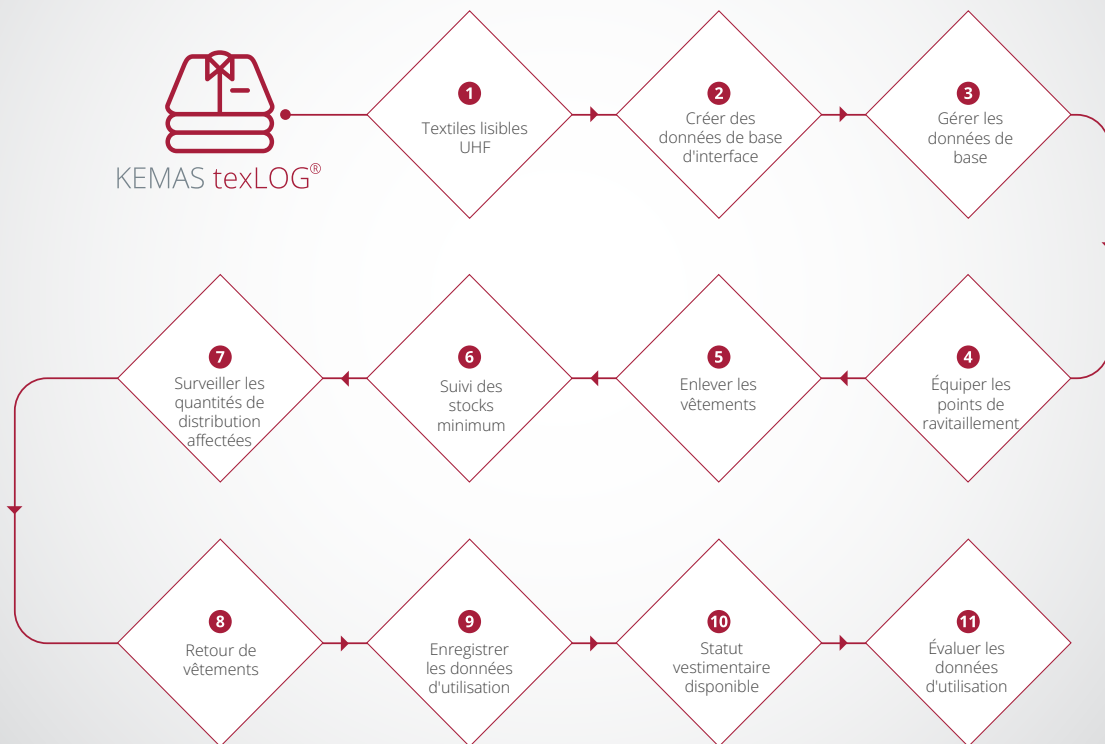 KEMAS texLOG®
1
Textiles lisibles
UHF
2
Créer des
données de base
d'interface
3
Gérer les
données de
base
4
Équiper les
points de
ravitaillement
5
Enlever les
vêtements
6
Suivi des
stocks
minimum
7
Surveiller les
quantités de
distribution
affectées
8
Retour de
vêtements
9
Enregistrer
les données
d'utilisation
10
Statut
vestimentaire
disponible
11
Évaluer les
données
d'utilisation